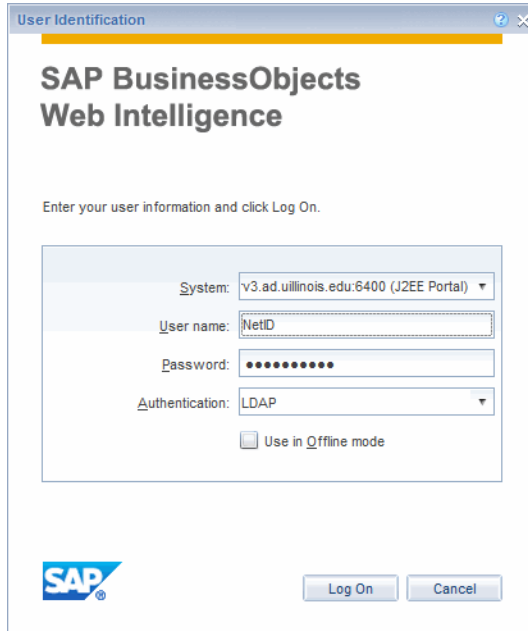 User Identification
SAP BusinessObjects
Web Intelligence
Enter your user information and click Log On.
System: v3.ad.uillinois.edu:6400 (J2EE Portal)
User name: NetID
Password: ●●●●●●●●●●
Authentication: LDAP
Use in Offline mode
SAP®
Log On Cancel